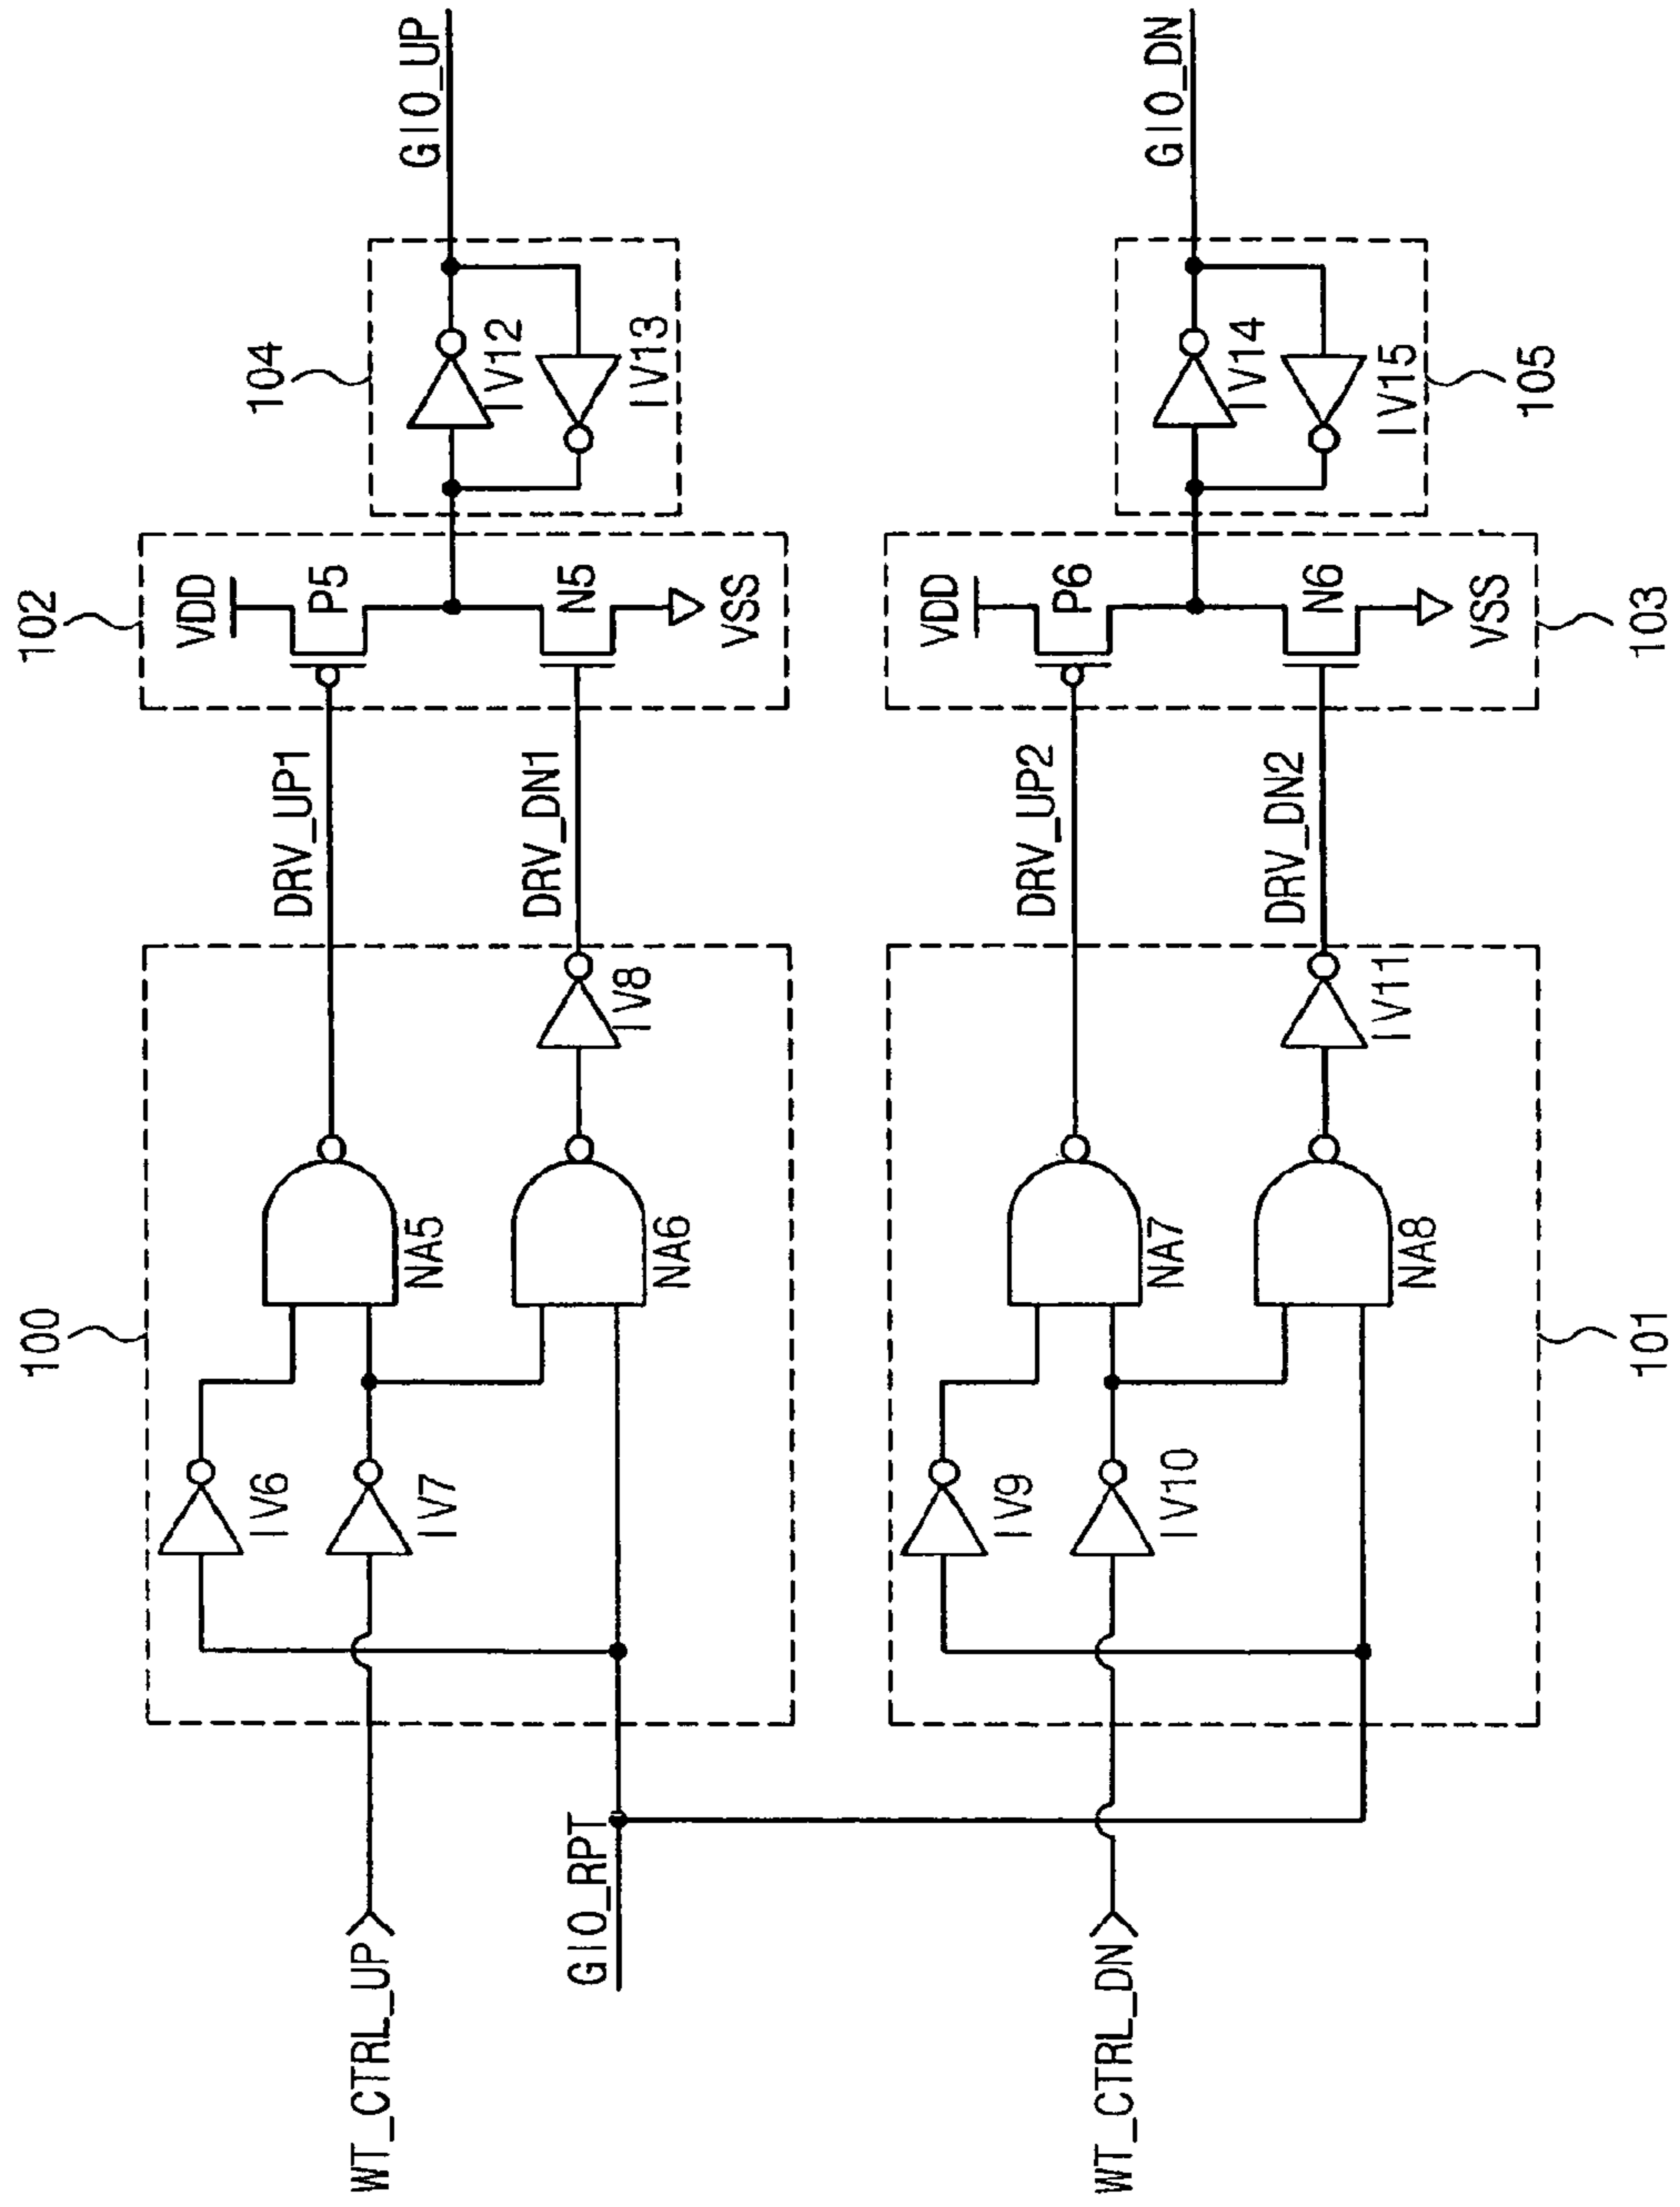 100
102
104
WT_CTRL_UP
GIO_RPT
IV6
IV7
NA5
NA6
IV8
DRV_UP1
DRV_DN1
VDD
P5
N5
VSS
IV12
IV13
GIO_UP
WT_CTRL_DN
IV9
IV10
NA7
NA8
IV11
DRV_UP2
DRV_DN2
VDD
P6
N6
VSS
IV14
IV15
GIO_DN
101
103
105